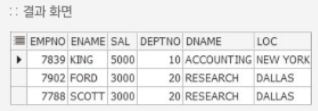 :: 결과 화면
EMPNO ENAME SAL DEPTNO DNAME LOC
7839 KING 5000 10 ACCOUNTING NEW YORK
7902 FORD 3000 20 RESEARCH DALLAS
7788 SCOTT 3000 20 RESEARCH DALLAS